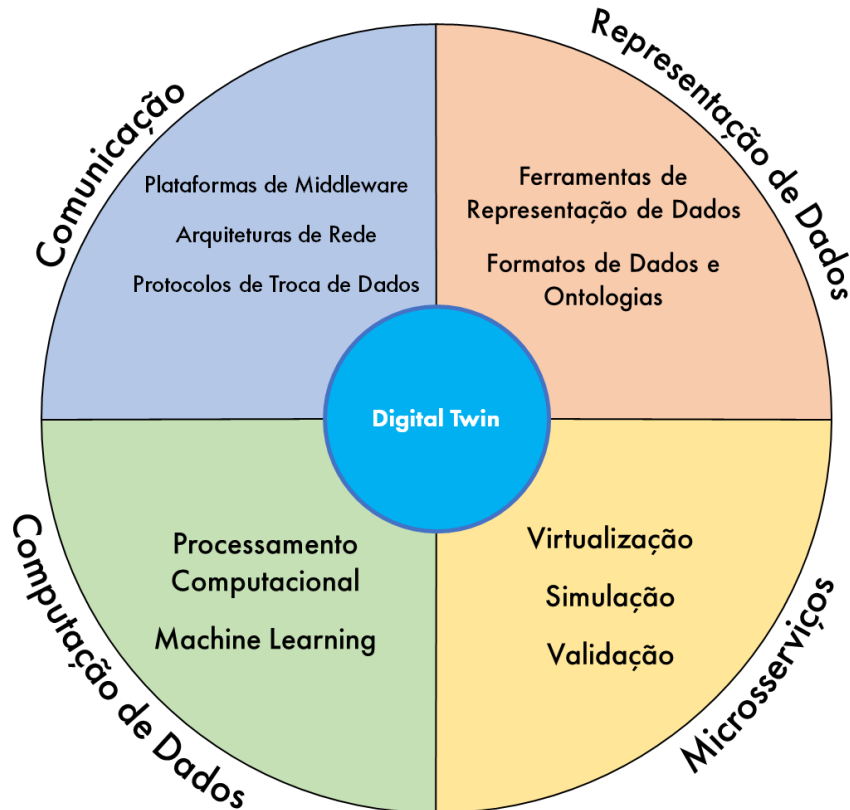 Comunicação
Plataformas de Middleware
Arquiteturas de Rede
Protocolos de Troca de Dados
Representação de Dados
Ferramentas de
Representação de Dados
Formatos de Dados e
Ontologias
Digital Twin
Computação de Dados
Processamento
Computacional
Machine Learning
Microsserviços
Virtualização
Simulação
Validação